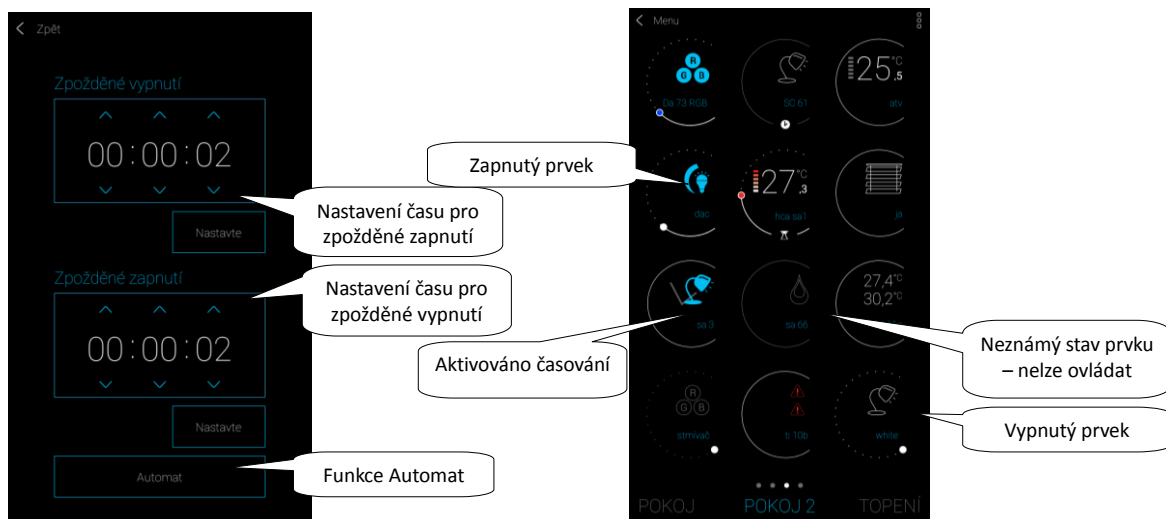 Zpět
Zpožděné vypnutí
00:00:02
Nastavte
Zpožděné zapnutí
00:00:02
Nastavte
Automat
Nastavení času pro
zpožděné zapnutí
Nastavení času pro
zpožděné vypnutí
Funkce Automat
Menu
R
G B
Da 73 RGB
SC 61
25 °C ,5
atv
Zapnutý prvek
dac
27 °C ,3
hca sa1
ja
Aktivováno časování
sa 3
sa 66
27,4°C
30,2°C
Neznámý stav prvku
– nelze ovládat
R
G B
stmívač
ti 10b
white
Vypnutý prvek
POKOJ POKOJ 2 TOPENÍ